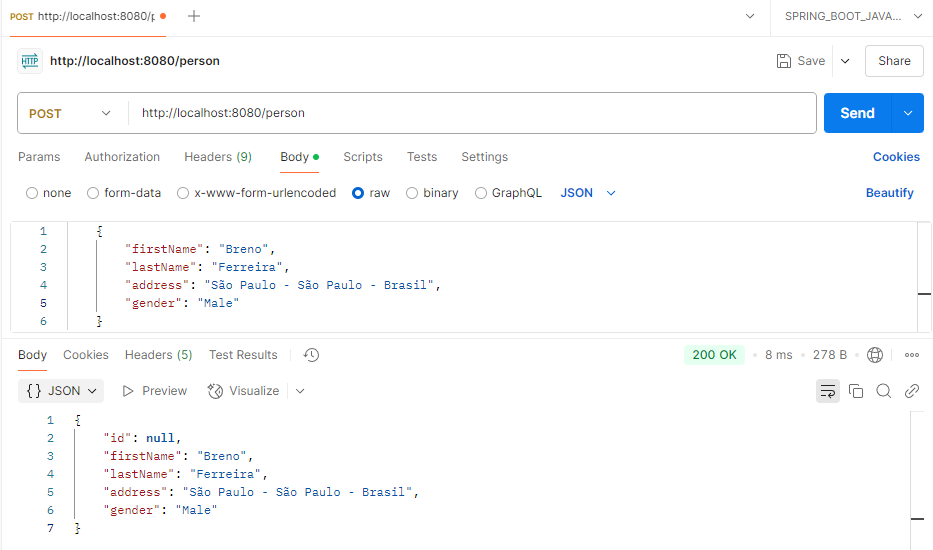 POST http://localhost:8080/p
SPRING_BOOT_JAVA...
HTTP http://localhost:8080/person
Save
Share
POST http://localhost:8080/person
Send
Params Authorization Headers (9) Body Scripts Tests Settings Cookies
none form-data x-www-form-urlencoded raw binary GraphQL JSON Beautify
1 {
2 "firstName": "Breno",
3 "lastName": "Ferreira",
4 "address": "São Paulo - São Paulo - Brasil",
5 "gender": "Male"
6 }
Body Cookies Headers (5) Test Results 200 OK • 8 ms • 278 B •
{} JSON Preview Visualize
1 {
2 "id": null,
3 "firstName": "Breno",
4 "lastName": "Ferreira",
5 "address": "São Paulo - São Paulo - Brasil",
6 "gender": "Male"
7 }